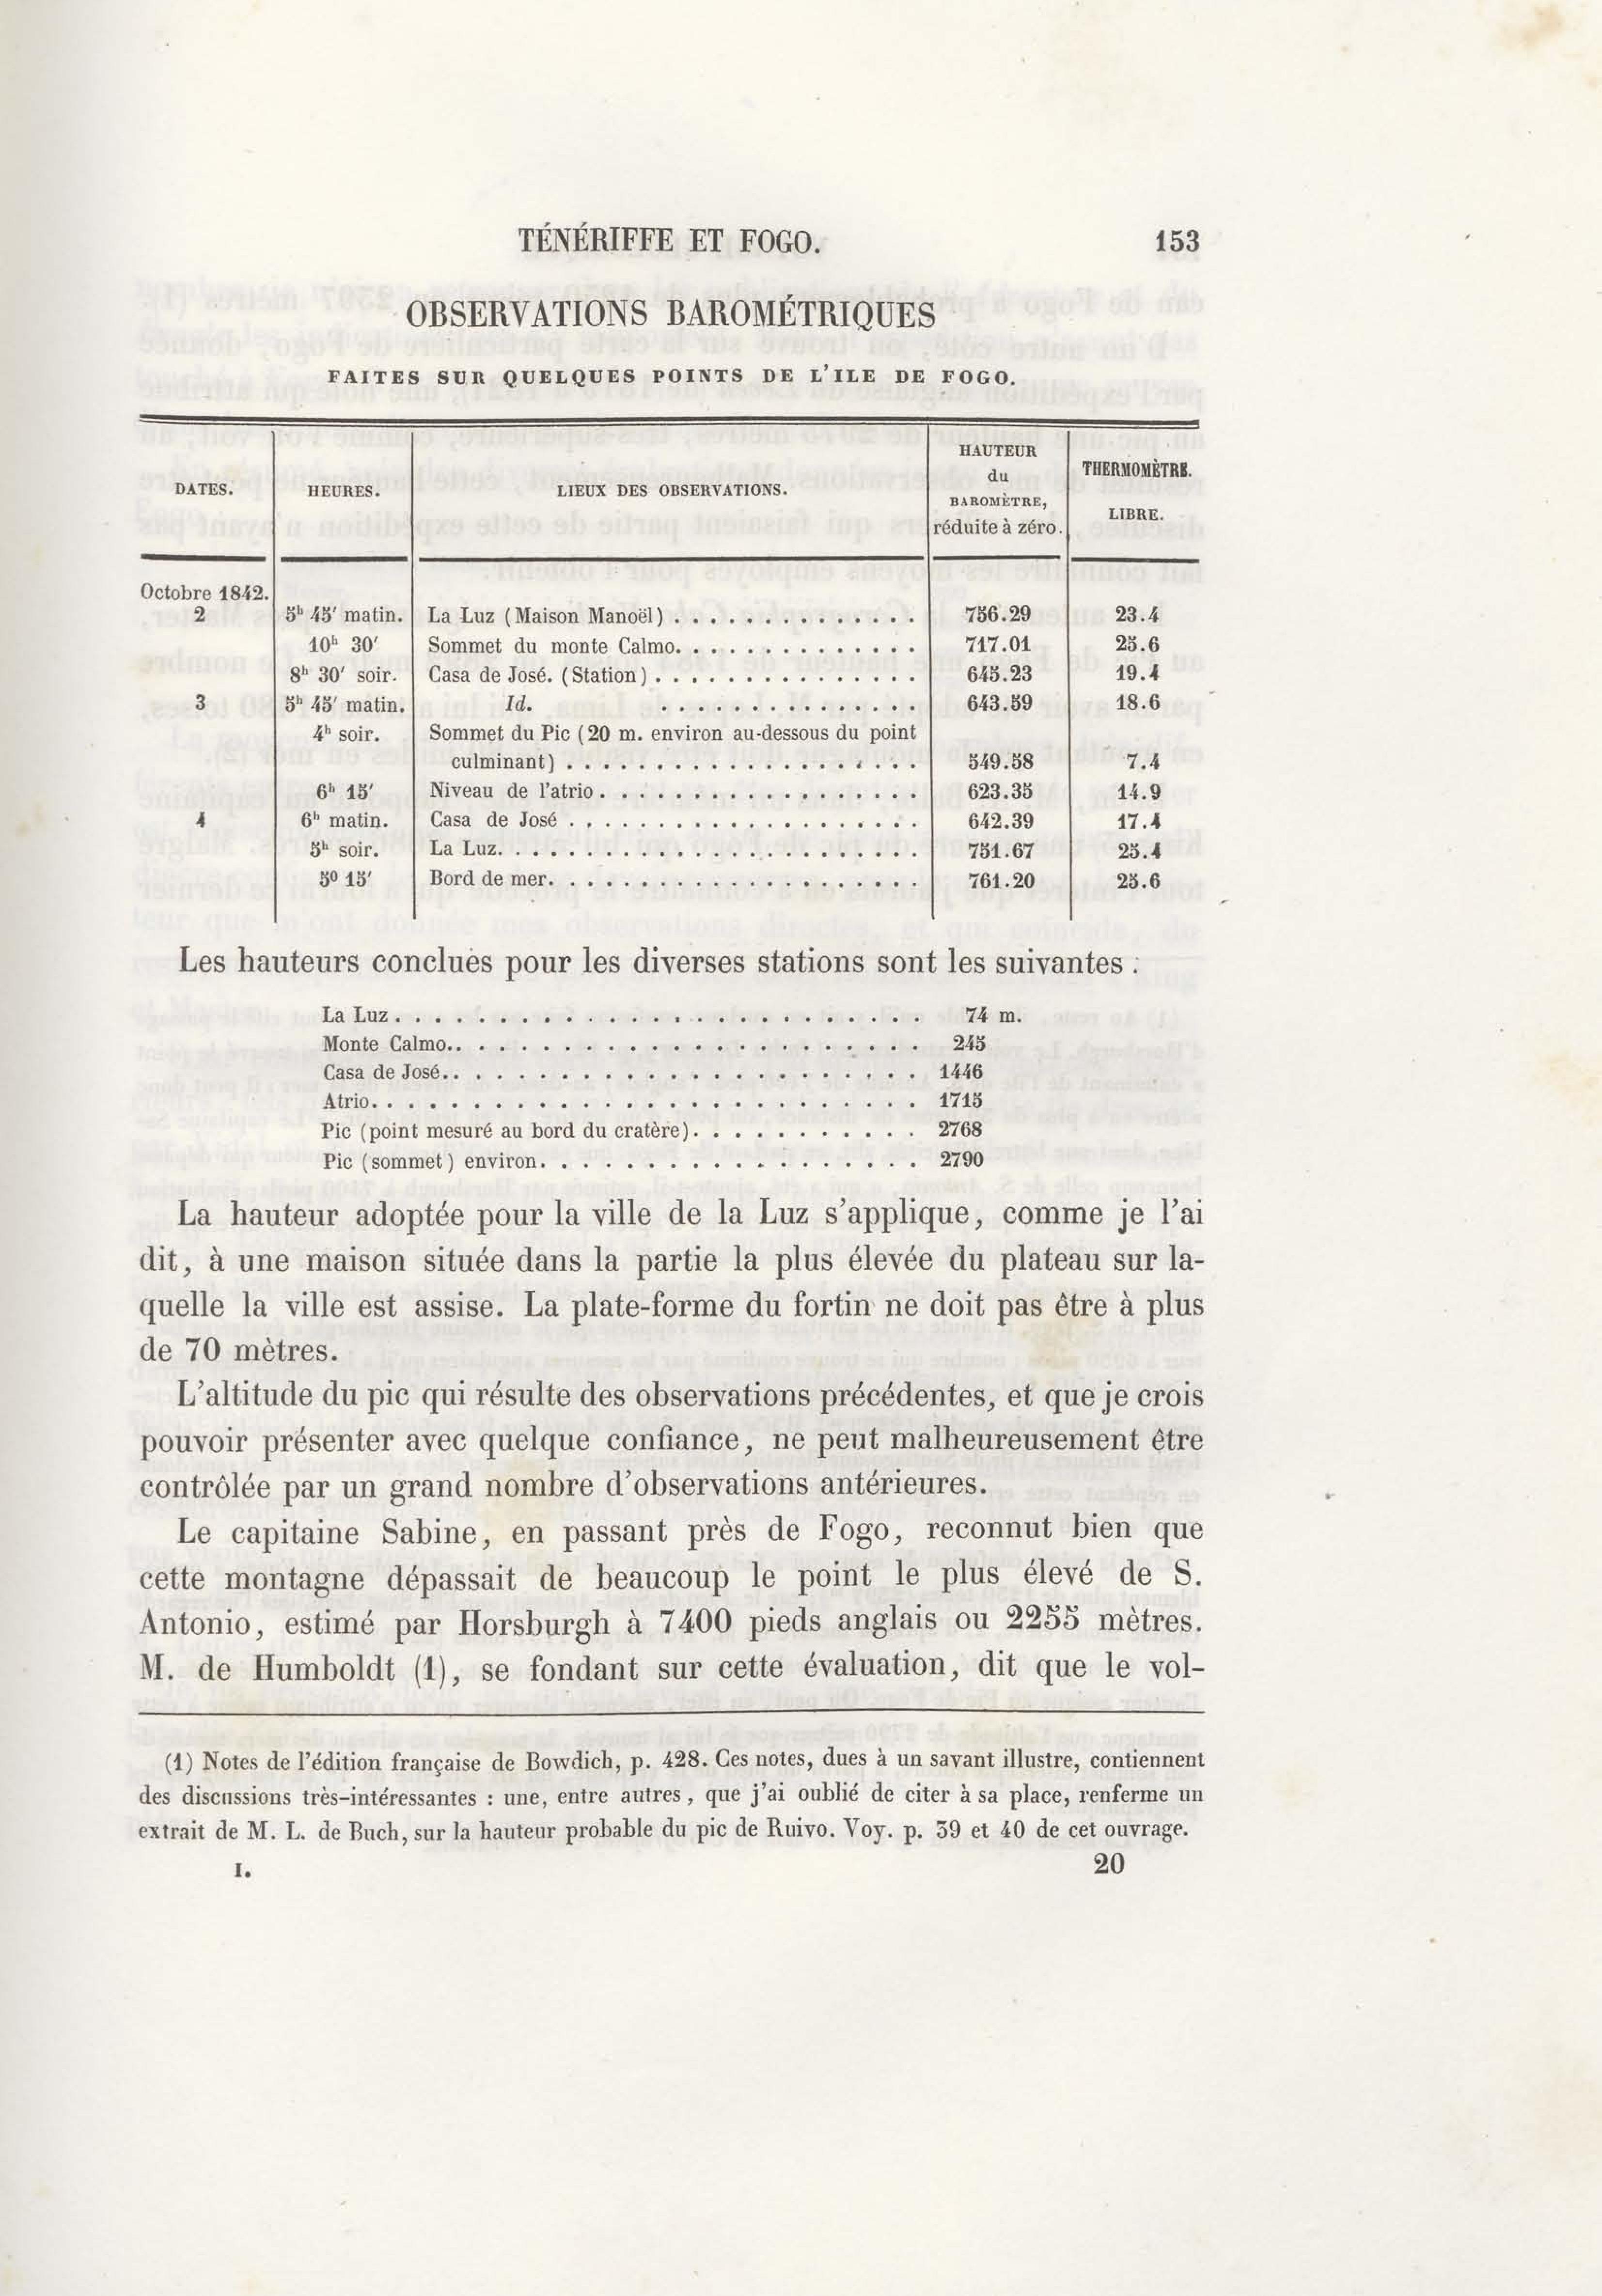 TÉNÉRIFFE ET FOGO. 153
OBSERVATIONS BAROMÉTRIQUES
FAITES SUR QUELQUES POINTS DE L'ILE DE FOGO.
DATES. HEURES. LIEUX DES OBSERVATIONS. HAUTEUR du BAROMÈTRE, réduite à zéro. THERMOMÈTRE. LIBRE.
Octobre 1842.
2 5h 45' matin. La Luz (Maison Manoël) . . . . . . . . . . . . . . 756.29 23.4
10h 30' Sommet du monte Calmo. . . . . . . . . . . . . . 717.01 25.6
8h 30' soir. Casa de José. (Station) . . . . . . . . . . . . . . . 645.23 19.4
3 5h 45' matin. Id. . . . . . . . . . . . . . . . 643.59 18.6
4h soir. Sommet du Pic (20 m. environ au-dessous du point
culminant) . . . . . . . . . . . . . . . . . . . . 549.58 7.4
6h 15' Niveau de l'atrio . . . . . . . . . . . . . . . . . . 623.35 14.9
4 6h matin. Casa de José . . . . . . . . . . . . . . . . . . . . 642.39 17.4
5h soir. La Luz. . . . . . . . . . . . . . . . . . . . . . . . 751.67 25.4
50 15' Bord de mer. . . . . . . . . . . . . . . . . . . . . 761.20 25.6
Les hauteurs conclues pour les diverses stations sont les suivantes :
La Luz . . . . . . . . . . . . . . . . . . . . . . . . . 74 m.
Monte Calmo. . . . . . . . . . . . . . . . . . . . . . . 245
Casa de José. . . . . . . . . . . . . . . . . . . . . . . 1446
Atrio. . . . . . . . . . . . . . . . . . . . . . . . . . 1715
Pic (point mesuré au bord du cratère). . . . . . . . . . . 2768
Pic (sommet) environ. . . . . . . . . . . . . . . . . . 2790
La hauteur adoptée pour la ville de la Luz s'applique, comme je l'ai
dit, à une maison située dans la partie la plus élevée du plateau sur la-
quelle la ville est assise. La plate-forme du fortin ne doit pas être à plus
de 70 mètres.
L'altitude du pic qui résulte des observations précédentes, et que je crois
pouvoir présenter avec quelque confiance, ne peut malheureusement être
contrôlée par un grand nombre d'observations antérieures.
Le capitaine Sabine, en passant près de Fogo, reconnut bien que
cette montagne dépassait de beaucoup le point le plus élevé de S.
Antonio, estimé par Horsburgh à 7400 pieds anglais ou 2255 mètres.
M. de Humboldt (1), se fondant sur cette évaluation, dit que le vol-
(1) Notes de l'édition française de Bowdich, p. 428. Ces notes, dues à un savant illustre, contiennent
des discussions très-intéressantes : une, entre autres, que j'ai oublié de citer à sa place, renferme un
extrait de M. L. de Buch, sur la hauteur probable du pic de Ruivo. Voy. p. 39 et 40 de cet ouvrage.
I. 20